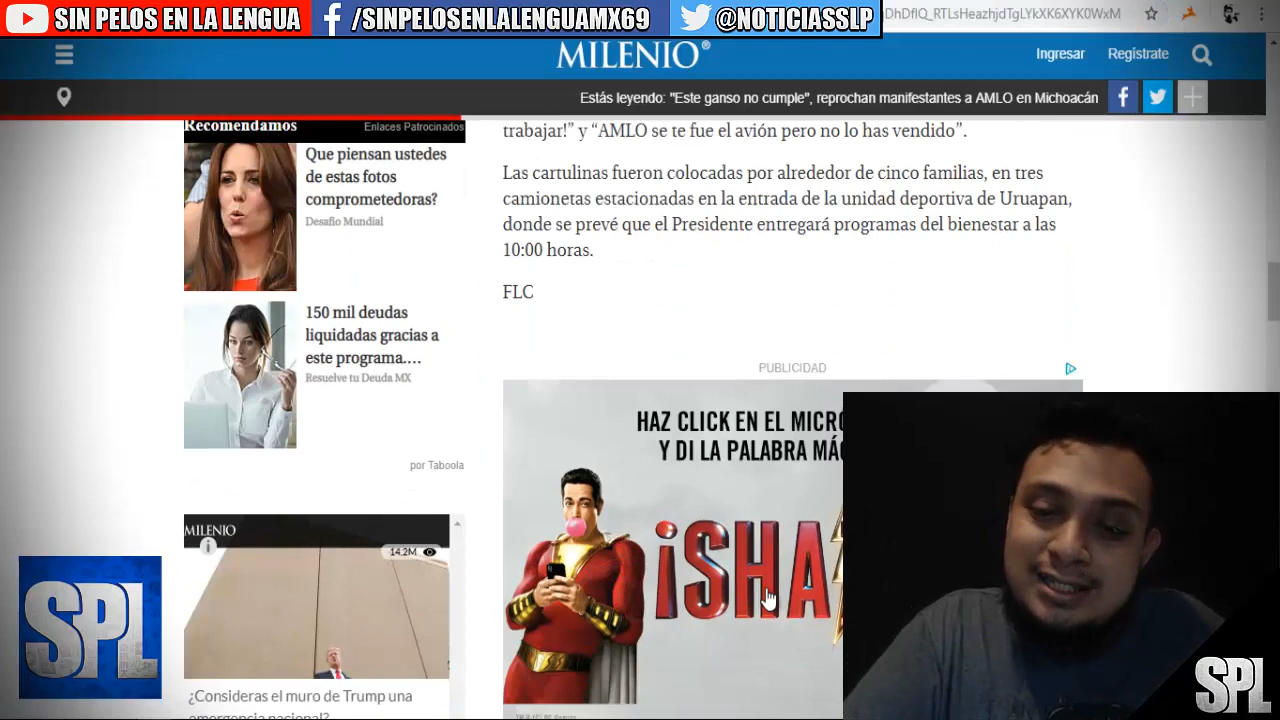 SIN PELOS EN LA LENGUA
/SINPELOSENLALENGUAMX69
@NOTICIASSLP
DhDflQ_RTLsHeazhjdTgLYkXK6XYK0WxM
MILENIO
Ingresar
Regístrate
Estás leyendo: "Este ganso no cumple", reprochan manifestantes a AMLO en Michoacán
Recomendamos
Enlaces Patrocinados
Que piensan ustedes
de estas fotos
comprometedoras?
Desafío Mundial
150 mil deudas
liquidadas gracias a
este programa....
Resuelve tu Deuda MX
por Taboola
MILENIO
14.2M
¿Consideras el muro de Trump una
emergencia nacional?
trabajar!” y “AMLO se te fue el avión pero no lo has vendido”.
Las cartulinas fueron colocadas por alrededor de cinco familias, en tres
camionetas estacionadas en la entrada de la unidad deportiva de Uruapan,
donde se prevé que el Presidente entregará programas del bienestar a las
10:00 horas.
FLC
PUBLICIDAD
HAZ CLICK EN EL MICRO
Y DI LA PALABRA MÁ
¡SHA
SPL
SPL